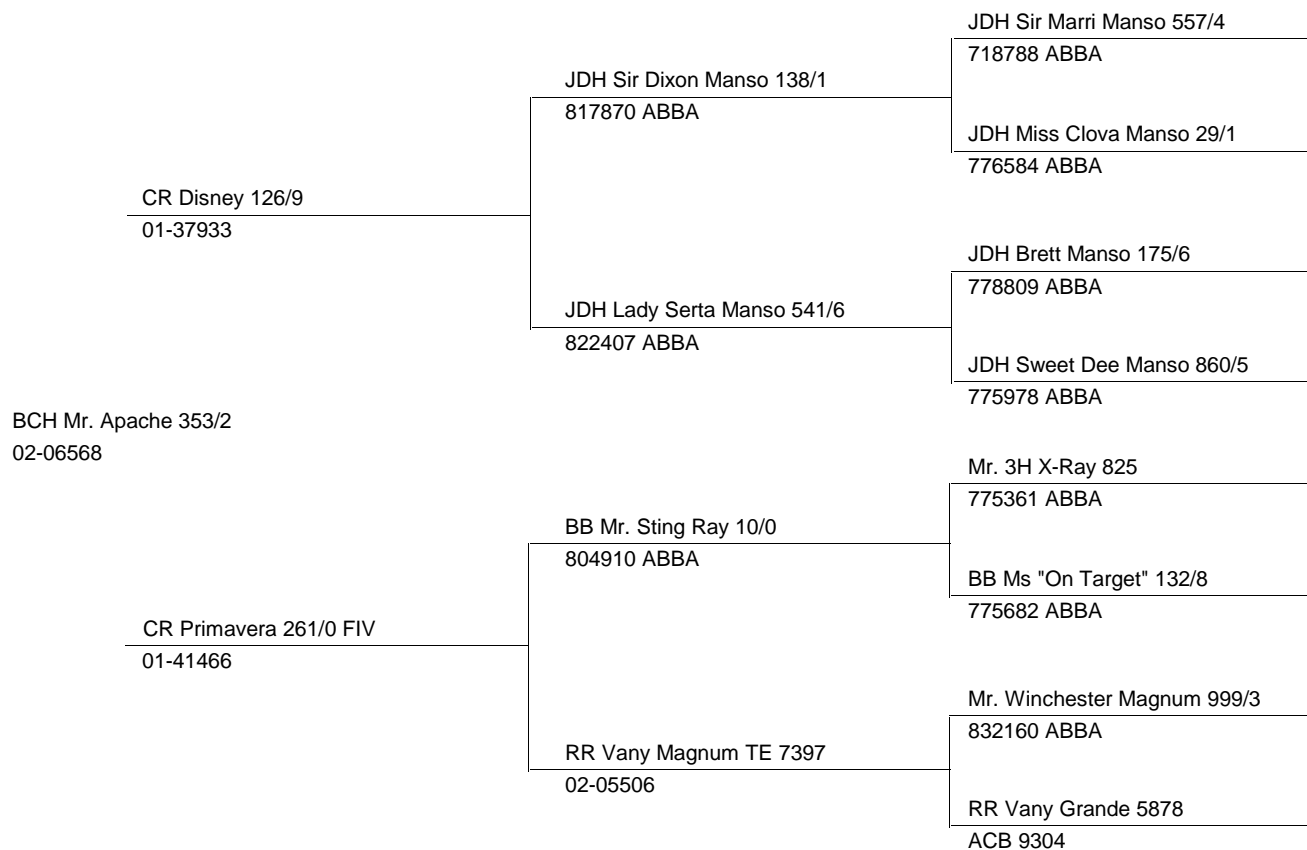 JDH Sir Marri Manso 557/4
718788 ABBA
JDH Sir Dixon Manso 138/1
817870 ABBA
JDH Miss Clova Manso 29/1
776584 ABBA
CR Disney 126/9
01-37933
JDH Brett Manso 175/6
778809 ABBA
JDH Lady Serta Manso 541/6
822407 ABBA
JDH Sweet Dee Manso 860/5
775978 ABBA
BCH Mr. Apache 353/2
02-06568
Mr. 3H X-Ray 825
775361 ABBA
BB Mr. Sting Ray 10/0
804910 ABBA
BB Ms "On Target" 132/8
775682 ABBA
CR Primavera 261/0 FIV
01-41466
Mr. Winchester Magnum 999/3
832160 ABBA
RR Vany Magnum TE 7397
02-05506
RR Vany Grande 5878
ACB 9304